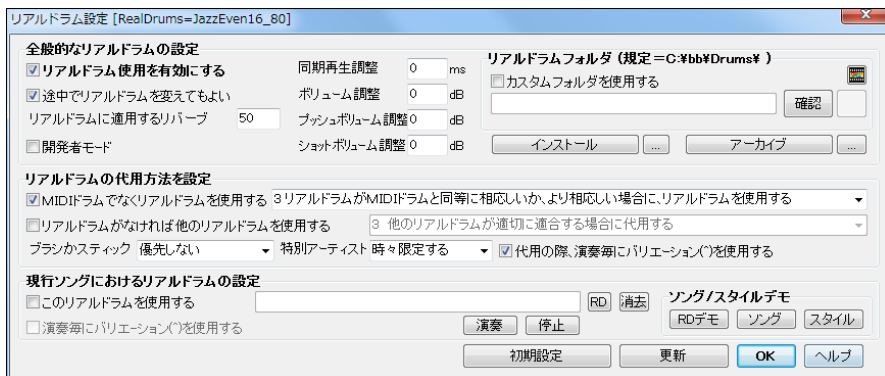 リアルドラム設定 [RealDrums=JazzEven16_80]
全般的なリアルドラムの設定
リアルドラム使用を有効にする
同期再生調整 0 ms
途中でリアルドラムを変えてもよい
ボリューム調整 0 dB
リアルドラムに適用するリバーブ 50
プッシュボリューム調整 0 dB
開発者モード
ショットボリューム調整 0 dB
リアルドラムフォルダ (規定=C:¥bb¥Drums¥ )
カスタムフォルダを使用する
確認
インストール ... アーカイブ ...
リアルドラムの代用方法を設定
MIDIドラムでなくリアルドラムを使用する 3 リアルドラムがMIDIドラムと同等に相応しいか、より相応しい場合に、リアルドラムを使用する
リアルドラムがなければ他のリアルドラムを使用する 3 他のリアルドラムが適切に適合する場合に代用する
ブラシかスティック 優先しない 特別アーティスト 時々限定する 代用の際、演奏毎にバリエーション(^)を使用する
現行ソングにおけるリアルドラムの設定
このリアルドラムを使用する RD 消去
演奏毎にバリエーション(^)を使用する 演奏 停止
ソング/スタイルデモ
RDデモ ソング スタイル
初期設定 更新 OK ヘルプ